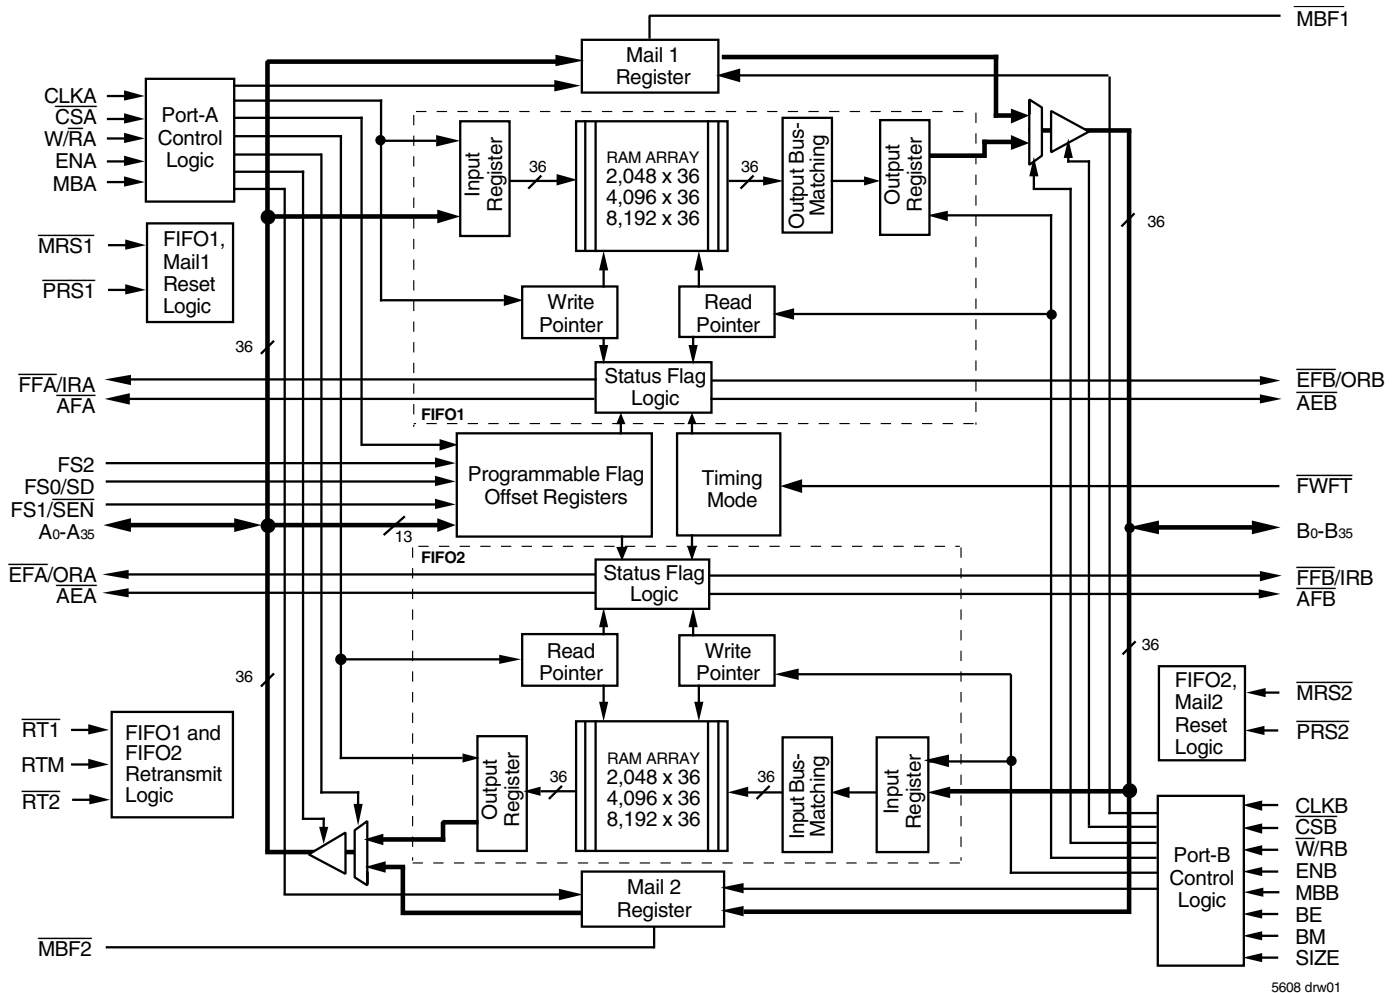 MBF1
Mail 1
Register
CLKA
CSA
W/RA
ENA
MBA
Port-A
Control
Logic
Input
Register
36
RAM ARRAY
2,048 x 36
4,096 x 36
8,192 x 36
36
Output Bus-
Matching
Output
Register
36
MRS1
PRS1
FIFO1,
Mail1
Reset
Logic
Write
Pointer
Read
Pointer
36
FFA/IRA
AFA
Status Flag
Logic
EFB/ORB
AEB
FIFO1
FS2
FS0/SD
FS1/SEN
A0-A35
Programmable Flag
Offset Registers
13
Timing
Mode
FWFT
B0-B35
FIFO2
EFA/ORA
AEA
Status Flag
Logic
FFB/IRB
AFB
Read
Pointer
Write
Pointer
36
36
FIFO2,
Mail2
Reset
Logic
MRS2
PRS2
RT1
RTM
RT2
FIFO1 and
FIFO2
Retransmit
Logic
Output
Register
36
RAM ARRAY
2,048 x 36
4,096 x 36
8,192 x 36
36
Input Bus-
Matching
Input
Register
Port-B
Control
Logic
CLKB
CSB
W/RB
ENB
MBB
BE
BM
SIZE
Mail 2
Register
MBF2
5608 drw01